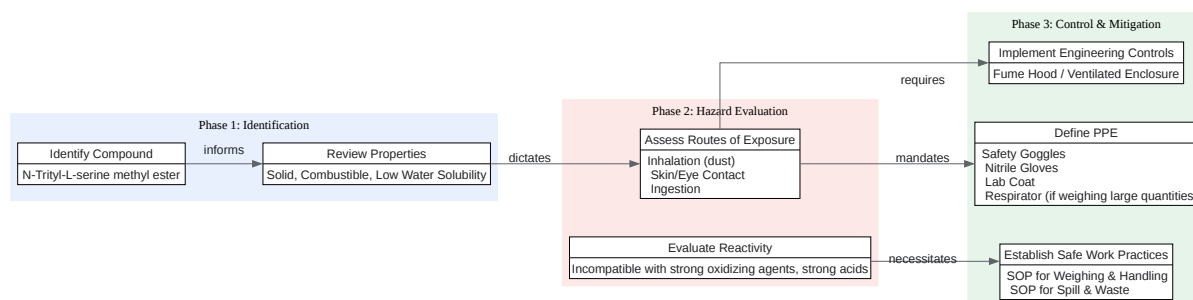 Phase 1: Identification
Identify Compound
N-Trityl-L-serine methyl ester
informs
Review Properties
Solid, Combustible, Low Water Solubility
dictates
Phase 2: Hazard Evaluation
Assess Routes of Exposure
Inhalation (dust)
Skin/Eye Contact
Ingestion
Evaluate Reactivity
Incompatible with strong oxidizing agents, strong acids
requires
mandates
necessitates
Phase 3: Control & Mitigation
Implement Engineering Controls
Fume Hood / Ventilated Enclosure
Define PPE
Safety Goggles
Nitrile Gloves
Lab Coat
Respirator (if weighing large quantities
Establish Safe Work Practices
SOP for Weighing & Handling
SOP for Spill & Waste